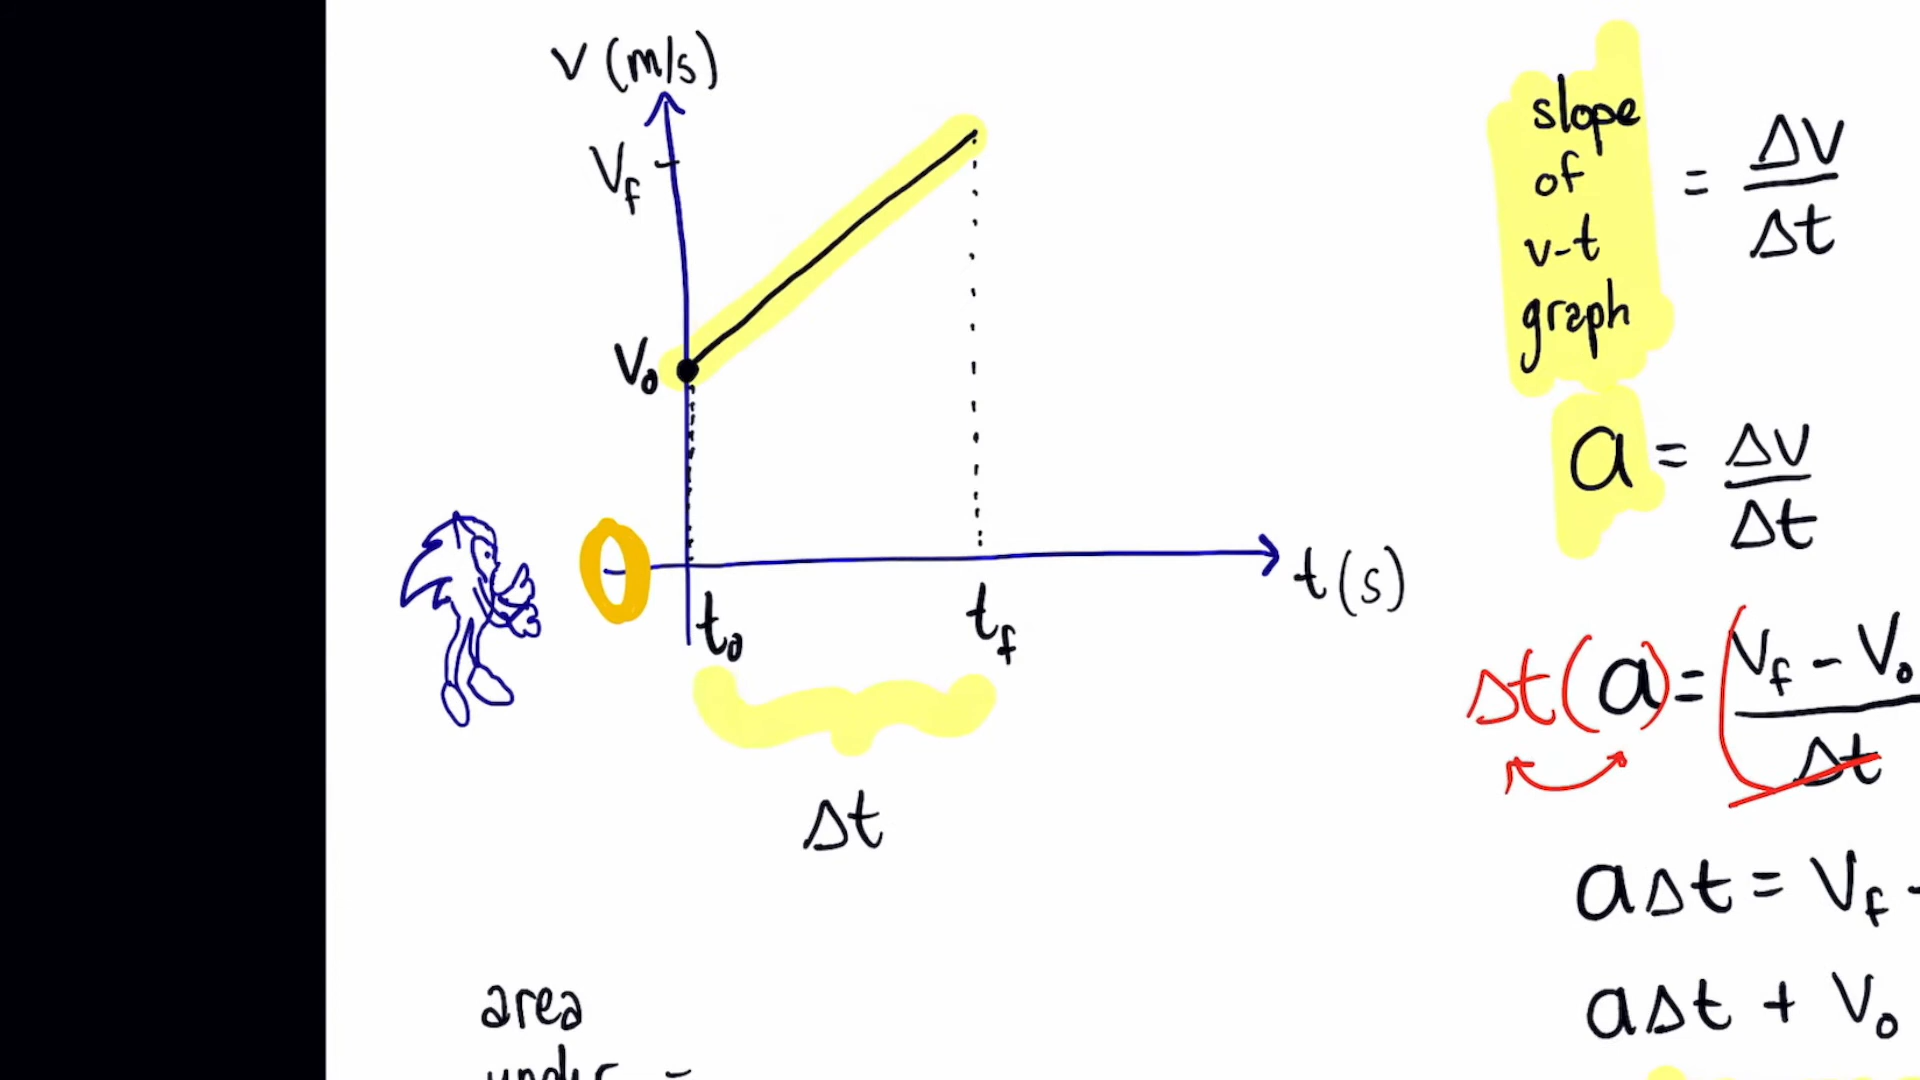 v (m/s)
Vf
V₀
t (s)
t₀
tf
Δt
area
under =
slope
of
v-t
graph
= ΔV
Δt
a = ΔV
Δt
Δt(a) = (Vf - V₀
Δt
aΔt = Vf -
aΔt + V₀